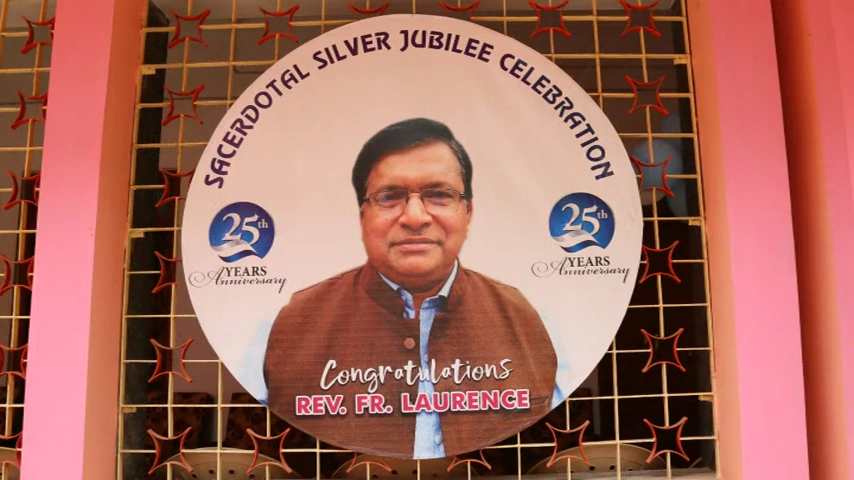 SACERDOTAL SILVER JUBILEE CELEBRATION
25th
YEARS
Anniversary
25th
YEARS
Anniversary
Congratulations
REV. FR. LAURENCE